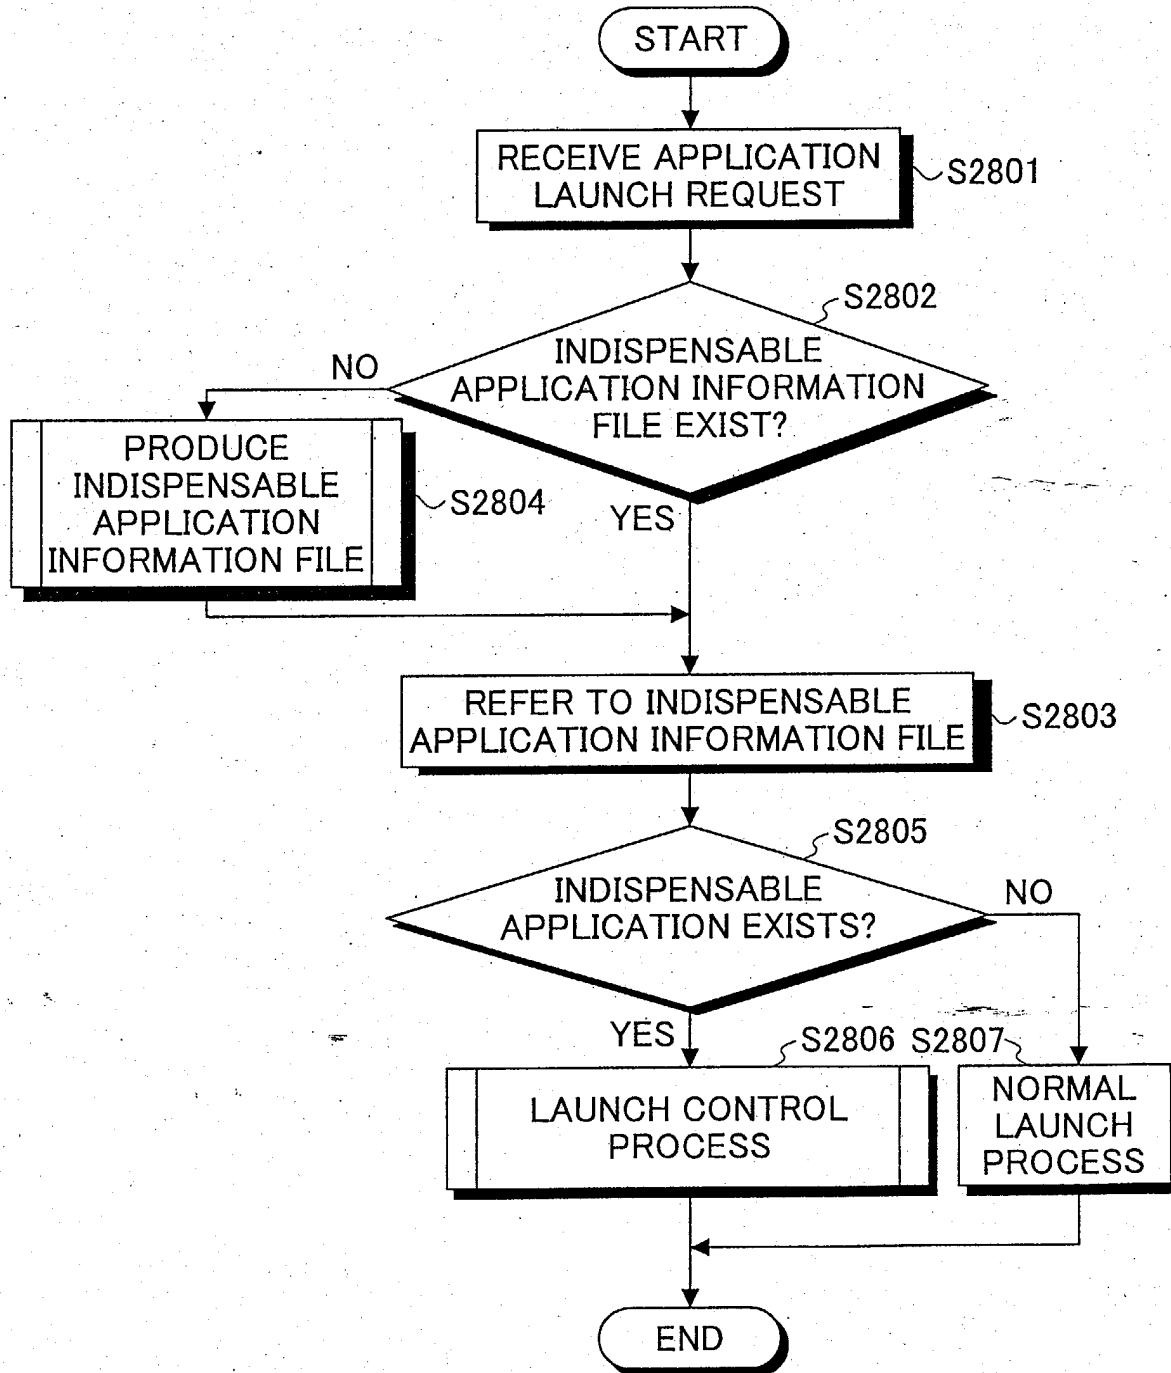 START
RECEIVE APPLICATION
LAUNCH REQUEST
S2801
S2802
INDISPENSABLE
APPLICATION INFORMATION
FILE EXIST?
NO
YES
PRODUCE
INDISPENSABLE
APPLICATION
INFORMATION FILE
S2804
REFER TO INDISPENSABLE
APPLICATION INFORMATION FILE
S2803
S2805
INDISPENSABLE
APPLICATION EXISTS?
NO
YES
S2806
LAUNCH CONTROL
PROCESS
S2807
NORMAL
LAUNCH
PROCESS
END